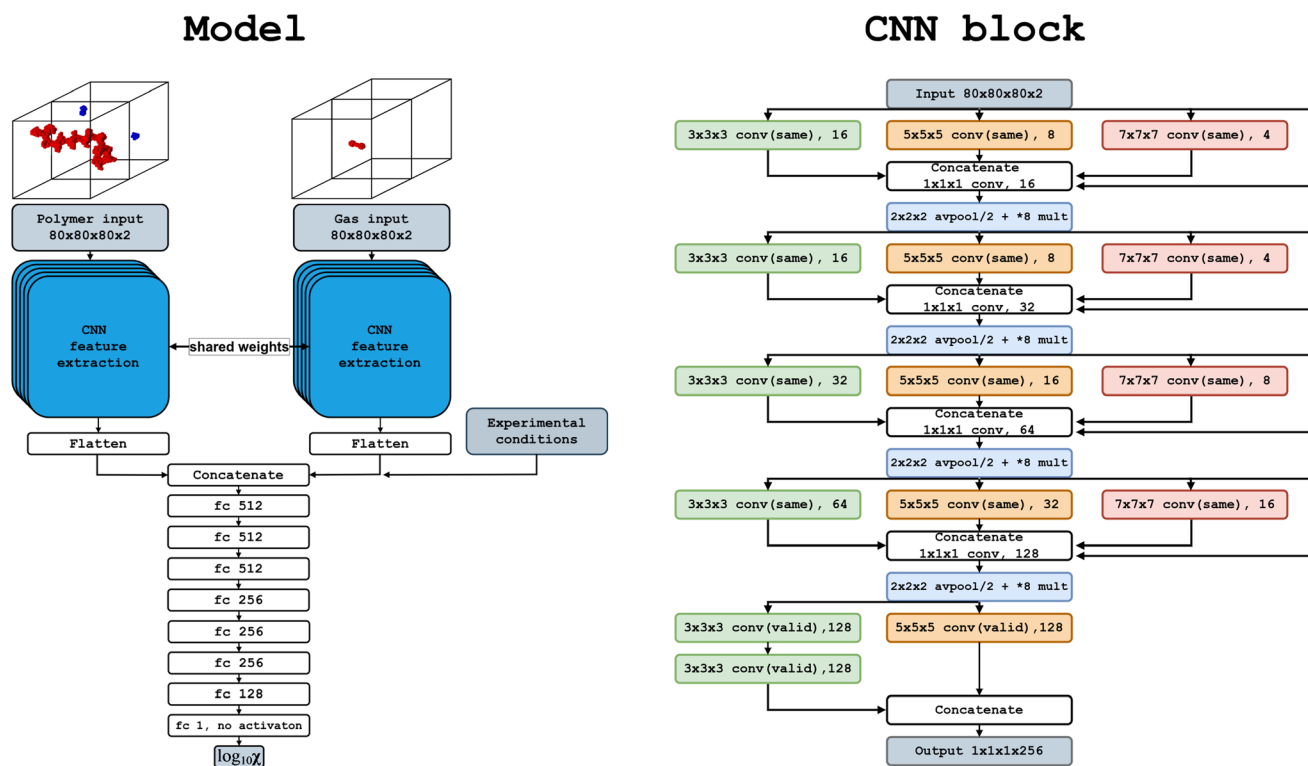 Model
Polymer input
80x80x80x2
Gas input
80x80x80x2
CNN
feature
extraction
shared weights
CNN
feature
extraction
Flatten
Flatten
Experimental
conditions
Concatenate
fc 512
fc 512
fc 512
fc 256
fc 256
fc 256
fc 128
fc 1, no activaton
log₁₀χ
CNN block
Input 80x80x80x2
3x3x3 conv(same), 16
5x5x5 conv(same), 8
7x7x7 conv(same), 4
Concatenate
1x1x1 conv, 16
2x2x2 avpool/2 + *8 mult
3x3x3 conv(same), 16
5x5x5 conv(same), 8
7x7x7 conv(same), 4
Concatenate
1x1x1 conv, 32
2x2x2 avpool/2 + *8 mult
3x3x3 conv(same), 32
5x5x5 conv(same), 16
7x7x7 conv(same), 8
Concatenate
1x1x1 conv, 64
2x2x2 avpool/2 + *8 mult
3x3x3 conv(same), 64
5x5x5 conv(same), 32
7x7x7 conv(same), 16
Concatenate
1x1x1 conv, 128
2x2x2 avpool/2 + *8 mult
3x3x3 conv(valid),128
5x5x5 conv(valid),128
3x3x3 conv(valid),128
Concatenate
Output 1x1x1x256